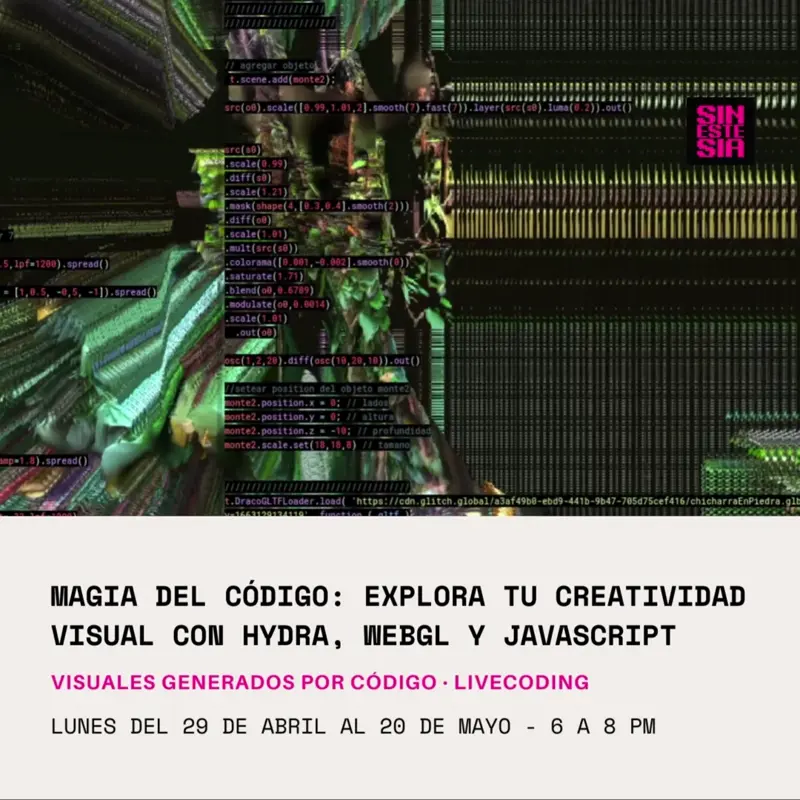 // agregar objeto
t.scene.add(monte2);
src(o0).scale([0.99,1.01,2].smooth(7).fast(7)).layer(src(s0).luma(0.2)).out()
SIN
ESTE
SIA
src(s0)
.scale(0.99)
.diff(s0)
.scale(1.21)
.mask(shape(4,[0.3,0.4].smooth(2)))
.diff(o0)
.scale(1.01)
.mult(src(s0))
.colorama([0.001,-0.002].smooth(0))
.saturate(1.71)
.blend(o0,0.6789)
.modulate(o0,0.0014)
.scale(1.01)
.out(o0)
5,lpf=1200).spread()
= [1,0.5, -0,5, -1]).spread()
osc(1,2,20).diff(osc(10,20,10)).out()
//setear position del objeto monte2
monte2.position.x = 0; // lados
monte2.position.y = 0; // altura
monte2.position.z = -10; // profundidad
monte2.scale.set(18,18,8) // tamano
amp=1.8).spread()
t.DracoGLTFLoader.load( 'https://cdn.glitch.global/a3af49b0-ebd9-441b-9b47-705d75cef416/chicharraEnPiedra.glb
MAGIA DEL CÓDIGO: EXPLORA TU CREATIVIDAD
VISUAL CON HYDRA, WEBGL Y JAVASCRIPT
VISUALES GENERADOS POR CÓDIGO · LIVECODING
LUNES DEL 29 DE ABRIL AL 20 DE MAYO - 6 A 8 PM